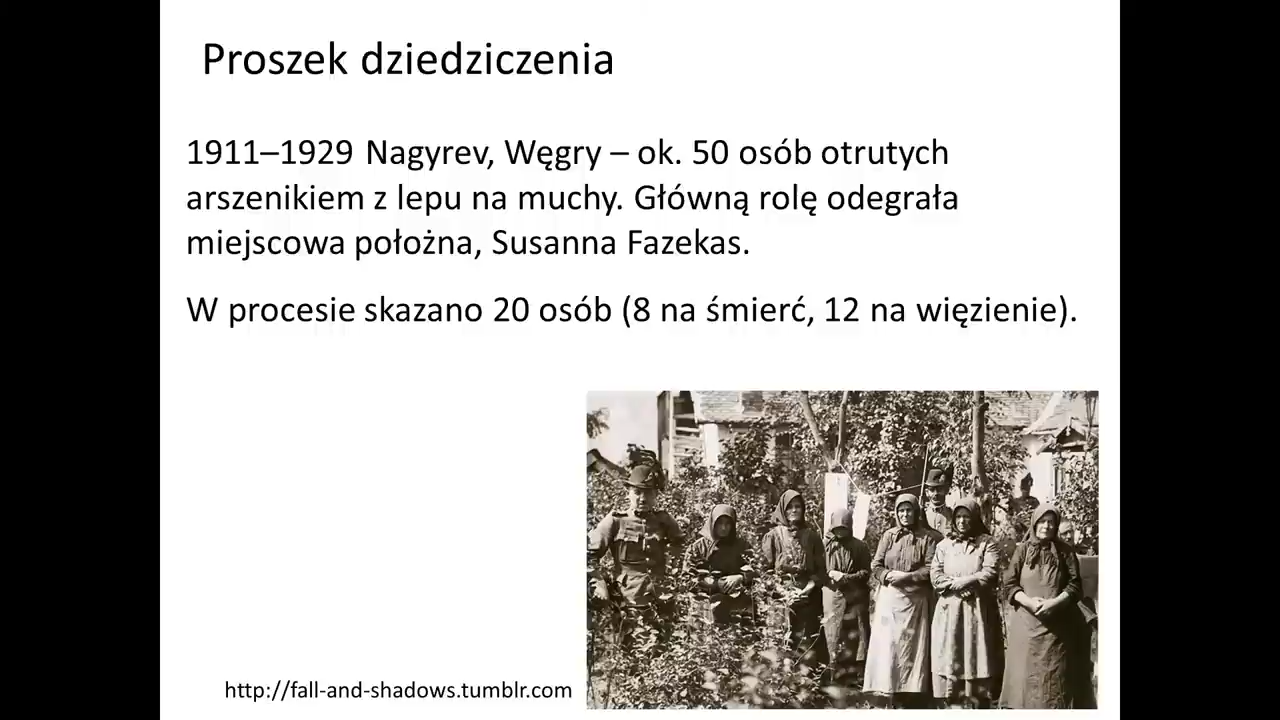 Proszek dziedziczenia
1911–1929 Nagyrev, Węgry – ok. 50 osób otrutych
arszenikiem z lepu na muchy. Główną rolę odegrała
miejscowa położna, Susanna Fazekas.
W procesie skazano 20 osób (8 na śmierć, 12 na więzienie).
http://fall-and-shadows.tumblr.com